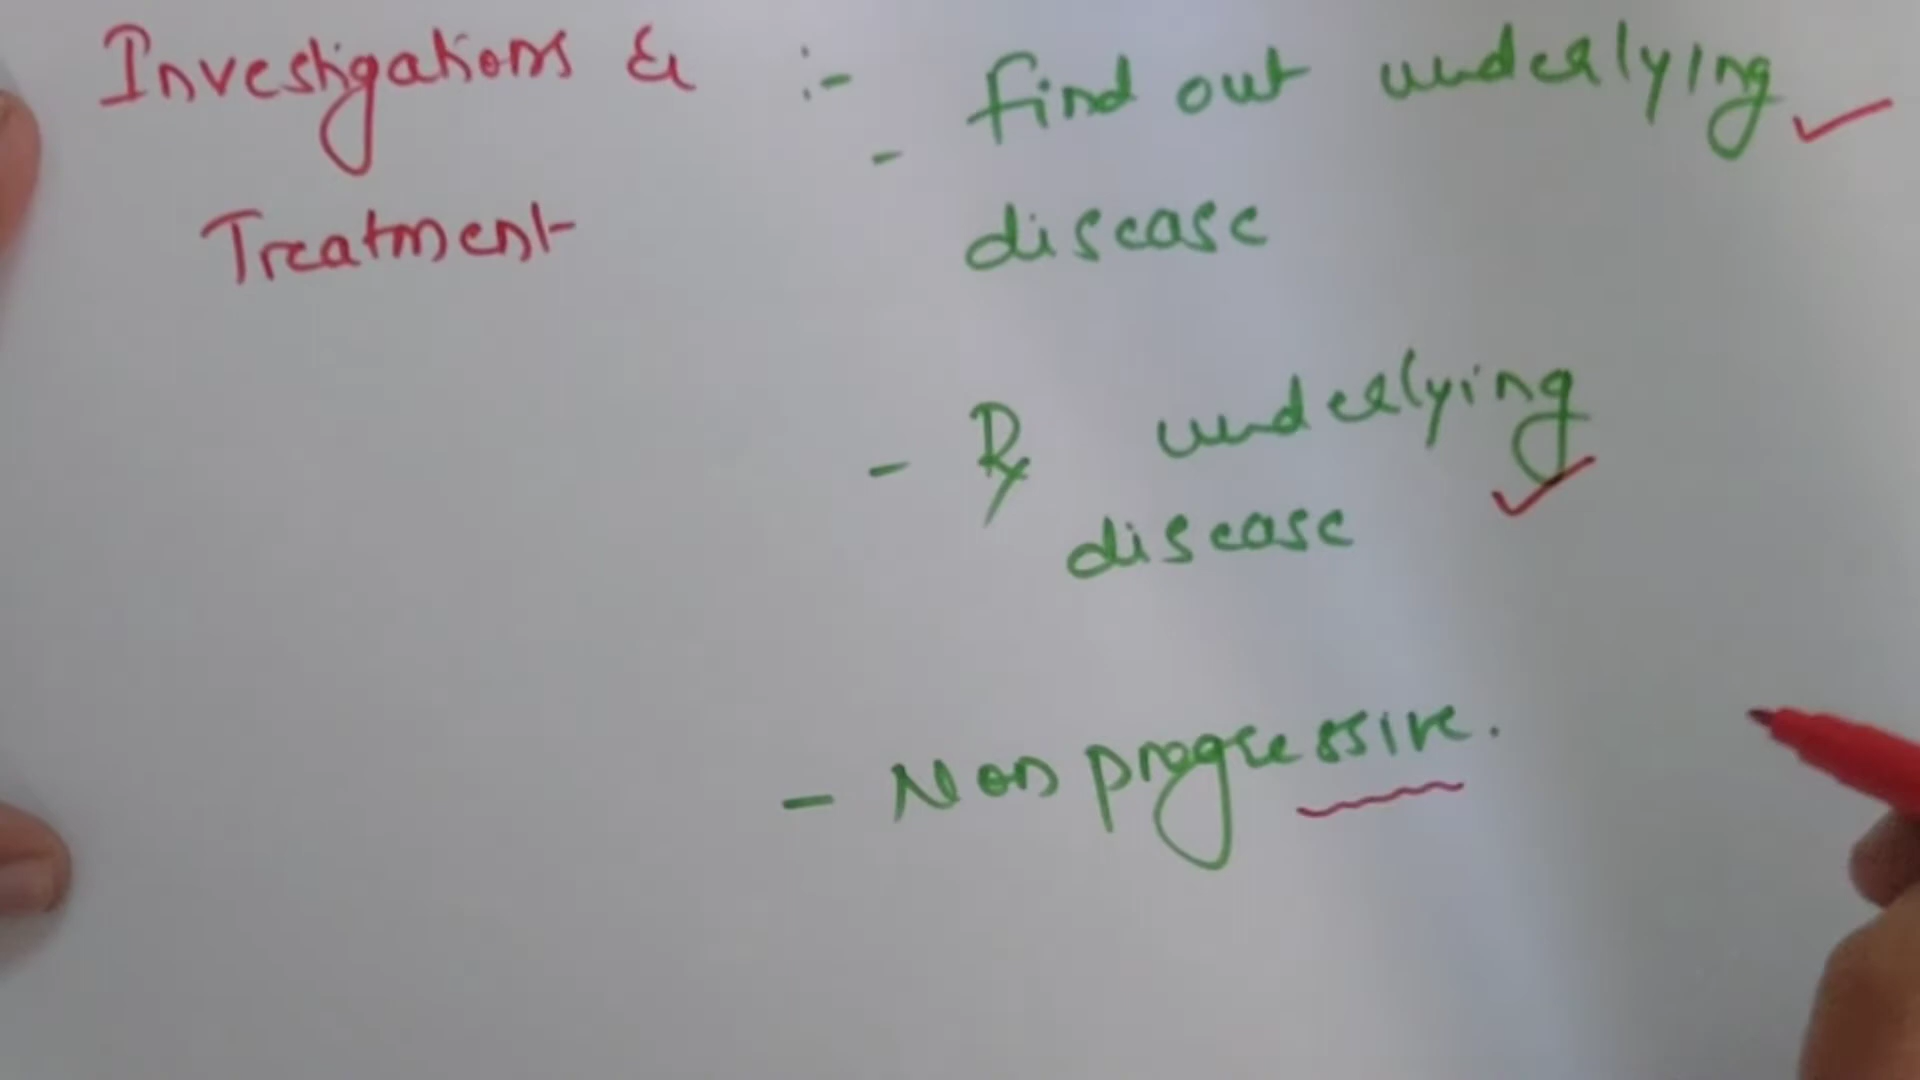 Investigations & :- find out underlying
- disease
Treatment
- Rx underlying
disease
- Non progressive.